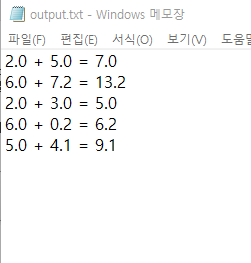 output.txt - Windows 메모장
파일(F) 편집(E) 서식(O) 보기(V) 도움말
2.0 + 5.0 = 7.0
6.0 + 7.2 = 13.2
2.0 + 3.0 = 5.0
6.0 + 0.2 = 6.2
5.0 + 4.1 = 9.1